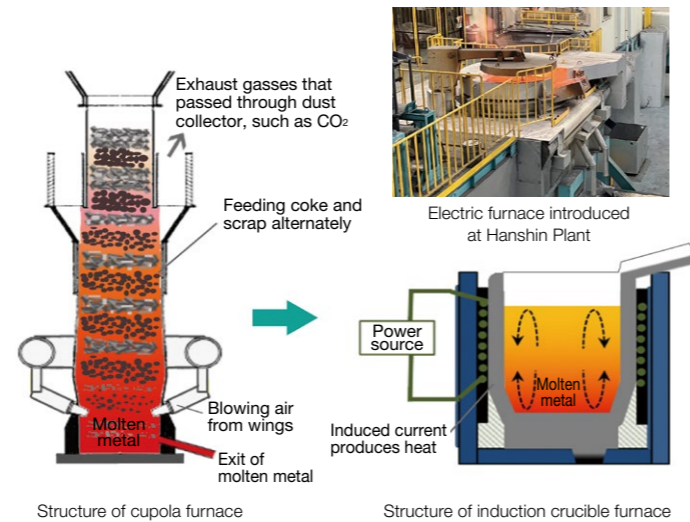 Exhaust gasses that
passed through dust
collector, such as CO2
Feeding coke and
scrap alternately
Molten
metal
Blowing air
from wings
Exit of
molten metal
Structure of cupola furnace
Electric furnace introduced
at Hanshin Plant
Power
source
Molten
metal
Induced current
produces heat
Structure of induction crucible furnace